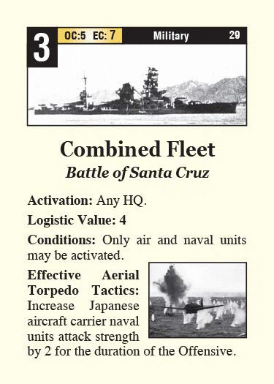 3
OC:5 EC: 7 Military 29
Combined Fleet
Battle of Santa Cruz
Activation: Any HQ.
Logistic Value: 4
Conditions: Only air and naval units
may be activated.
Effective Aerial
Torpedo Tactics:
Increase Japanese
aircraft carrier naval
units attack strength
by 2 for the duration of the Offensive.